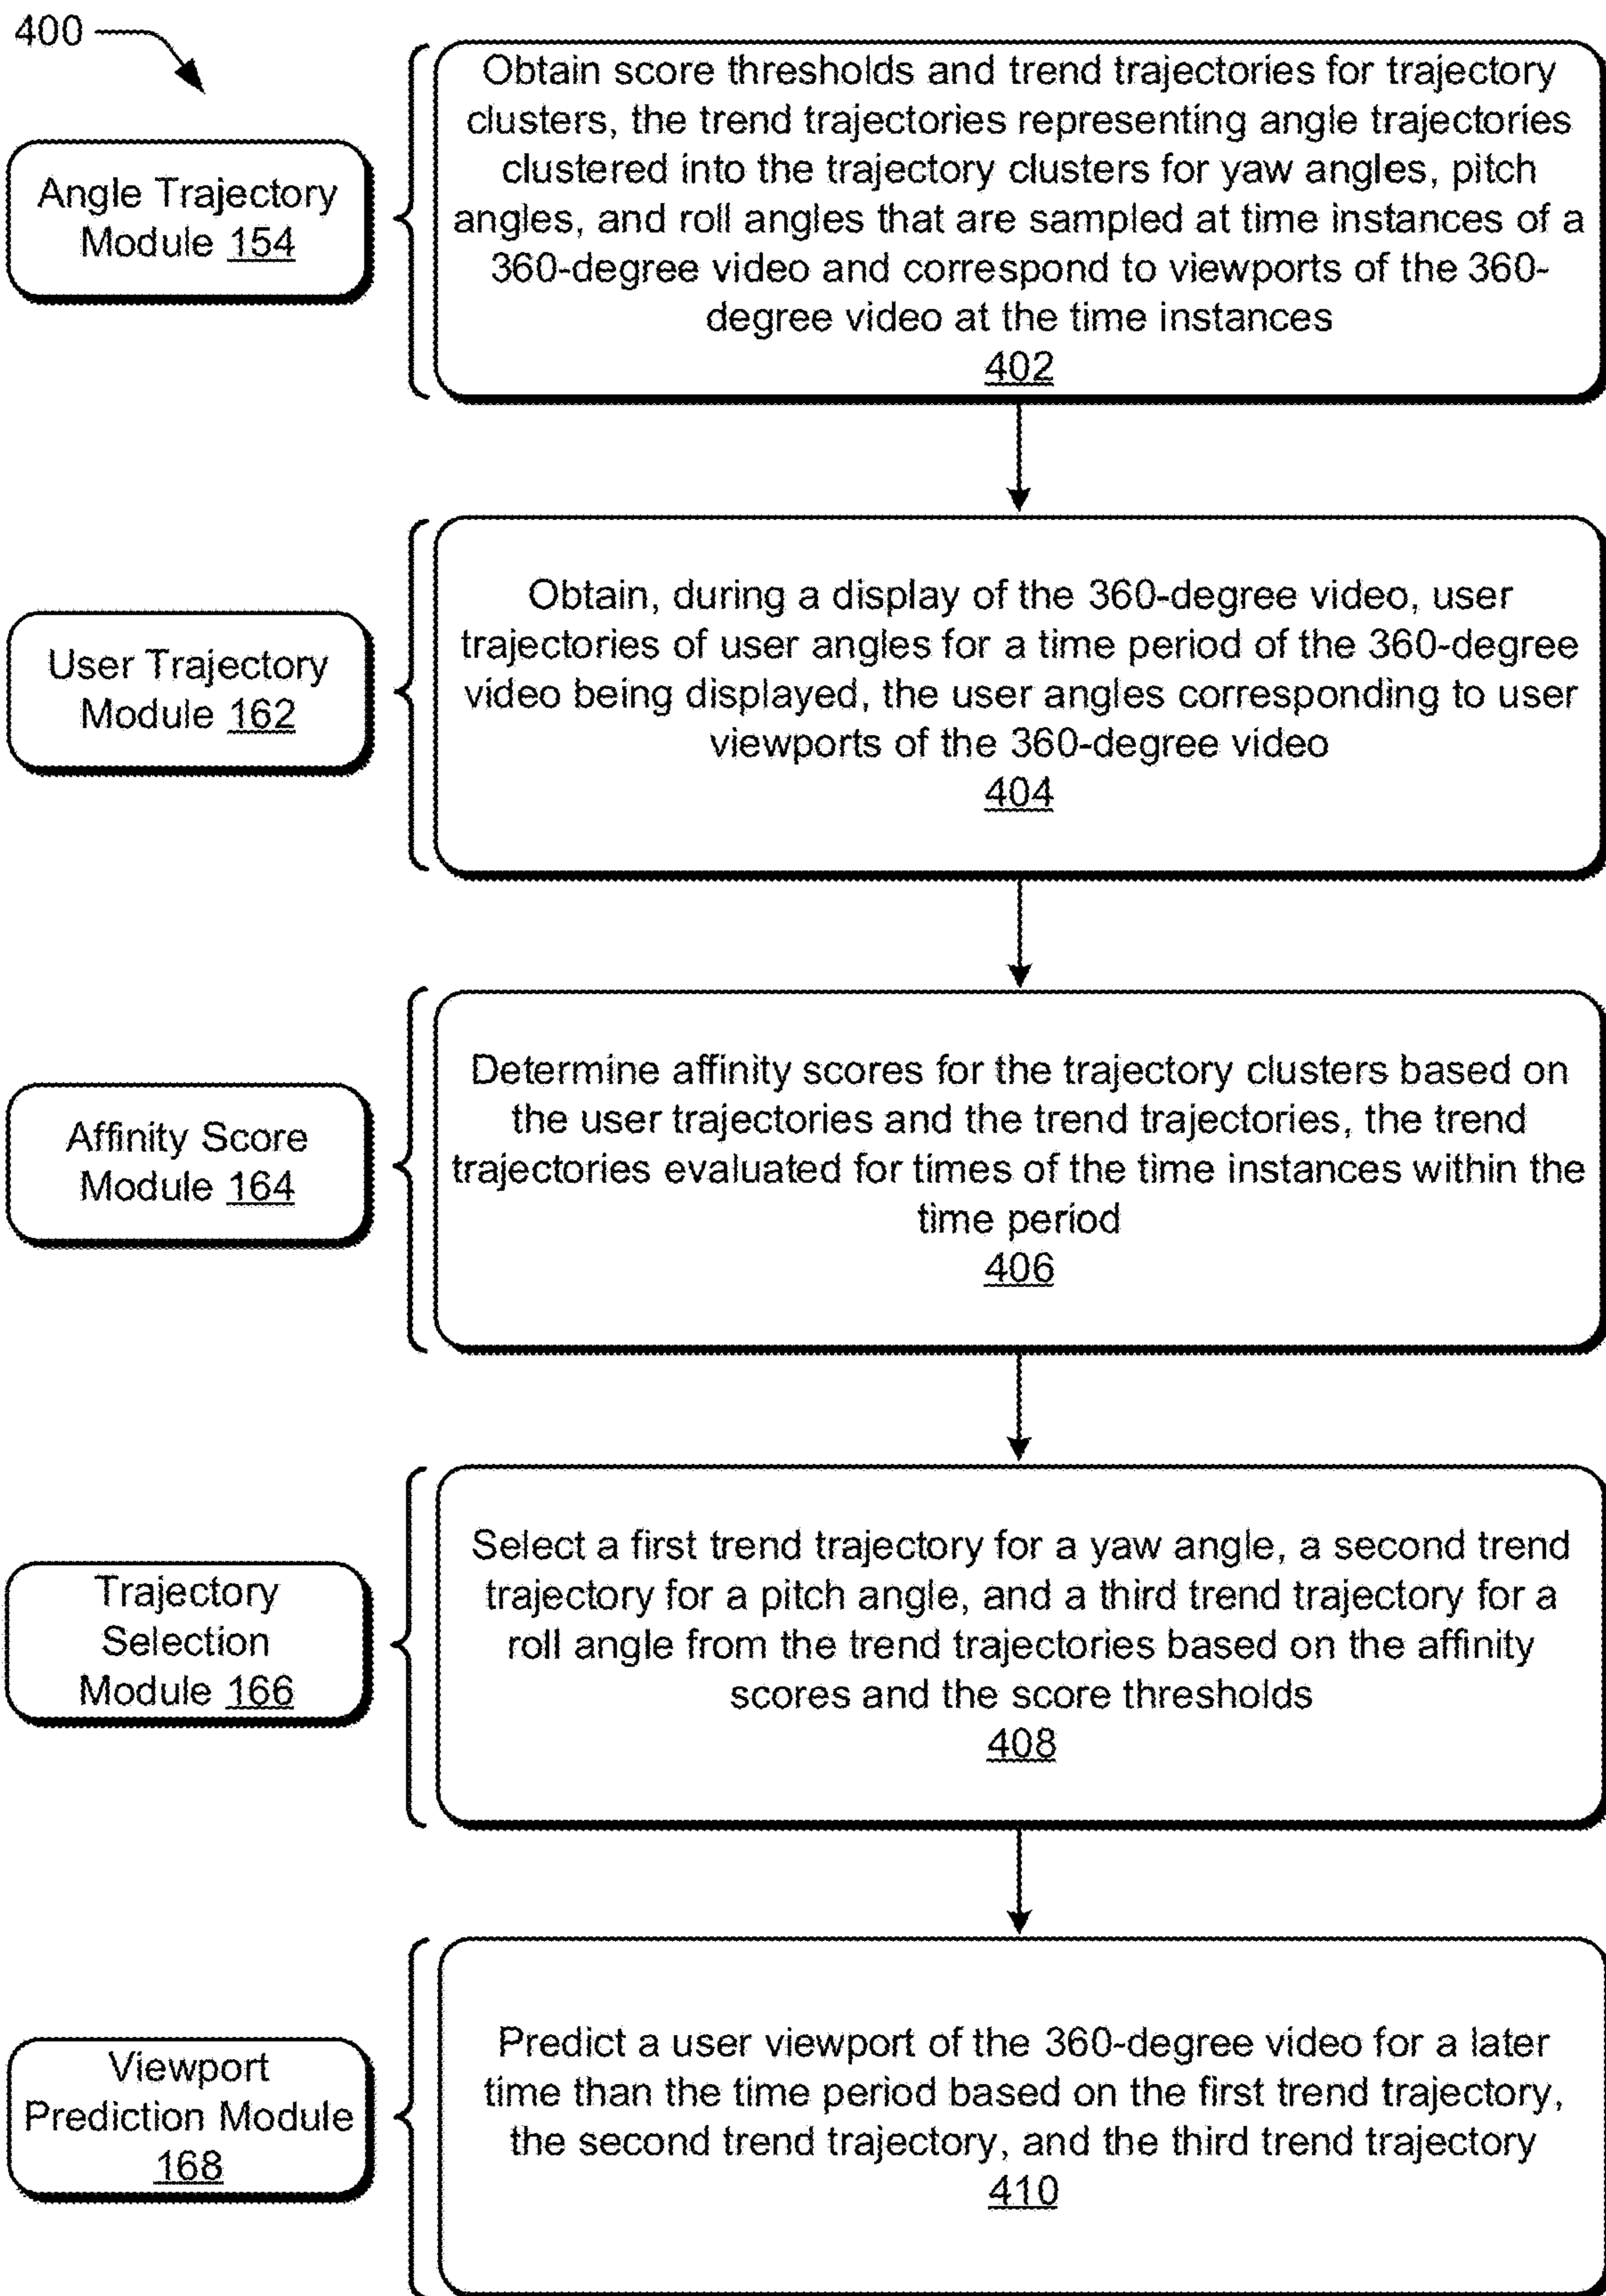 400
Angle Trajectory
Module 154
Obtain score thresholds and trend trajectories for trajectory
clusters, the trend trajectories representing angle trajectories
clustered into the trajectory clusters for yaw angles, pitch
angles, and roll angles that are sampled at time instances of a
360-degree video and correspond to viewports of the 360-
degree video at the time instances
402
User Trajectory
Module 162
Obtain, during a display of the 360-degree video, user
trajectories of user angles for a time period of the 360-degree
video being displayed, the user angles corresponding to user
viewports of the 360-degree video
404
Affinity Score
Module 164
Determine affinity scores for the trajectory clusters based on
the user trajectories and the trend trajectories, the trend
trajectories evaluated for times of the time instances within the
time period
406
Trajectory
Selection
Module 166
Select a first trend trajectory for a yaw angle, a second trend
trajectory for a pitch angle, and a third trend trajectory for a
roll angle from the trend trajectories based on the affinity
scores and the score thresholds
408
Viewport
Prediction Module
168
Predict a user viewport of the 360-degree video for a later
time than the time period based on the first trend trajectory,
the second trend trajectory, and the third trend trajectory
410